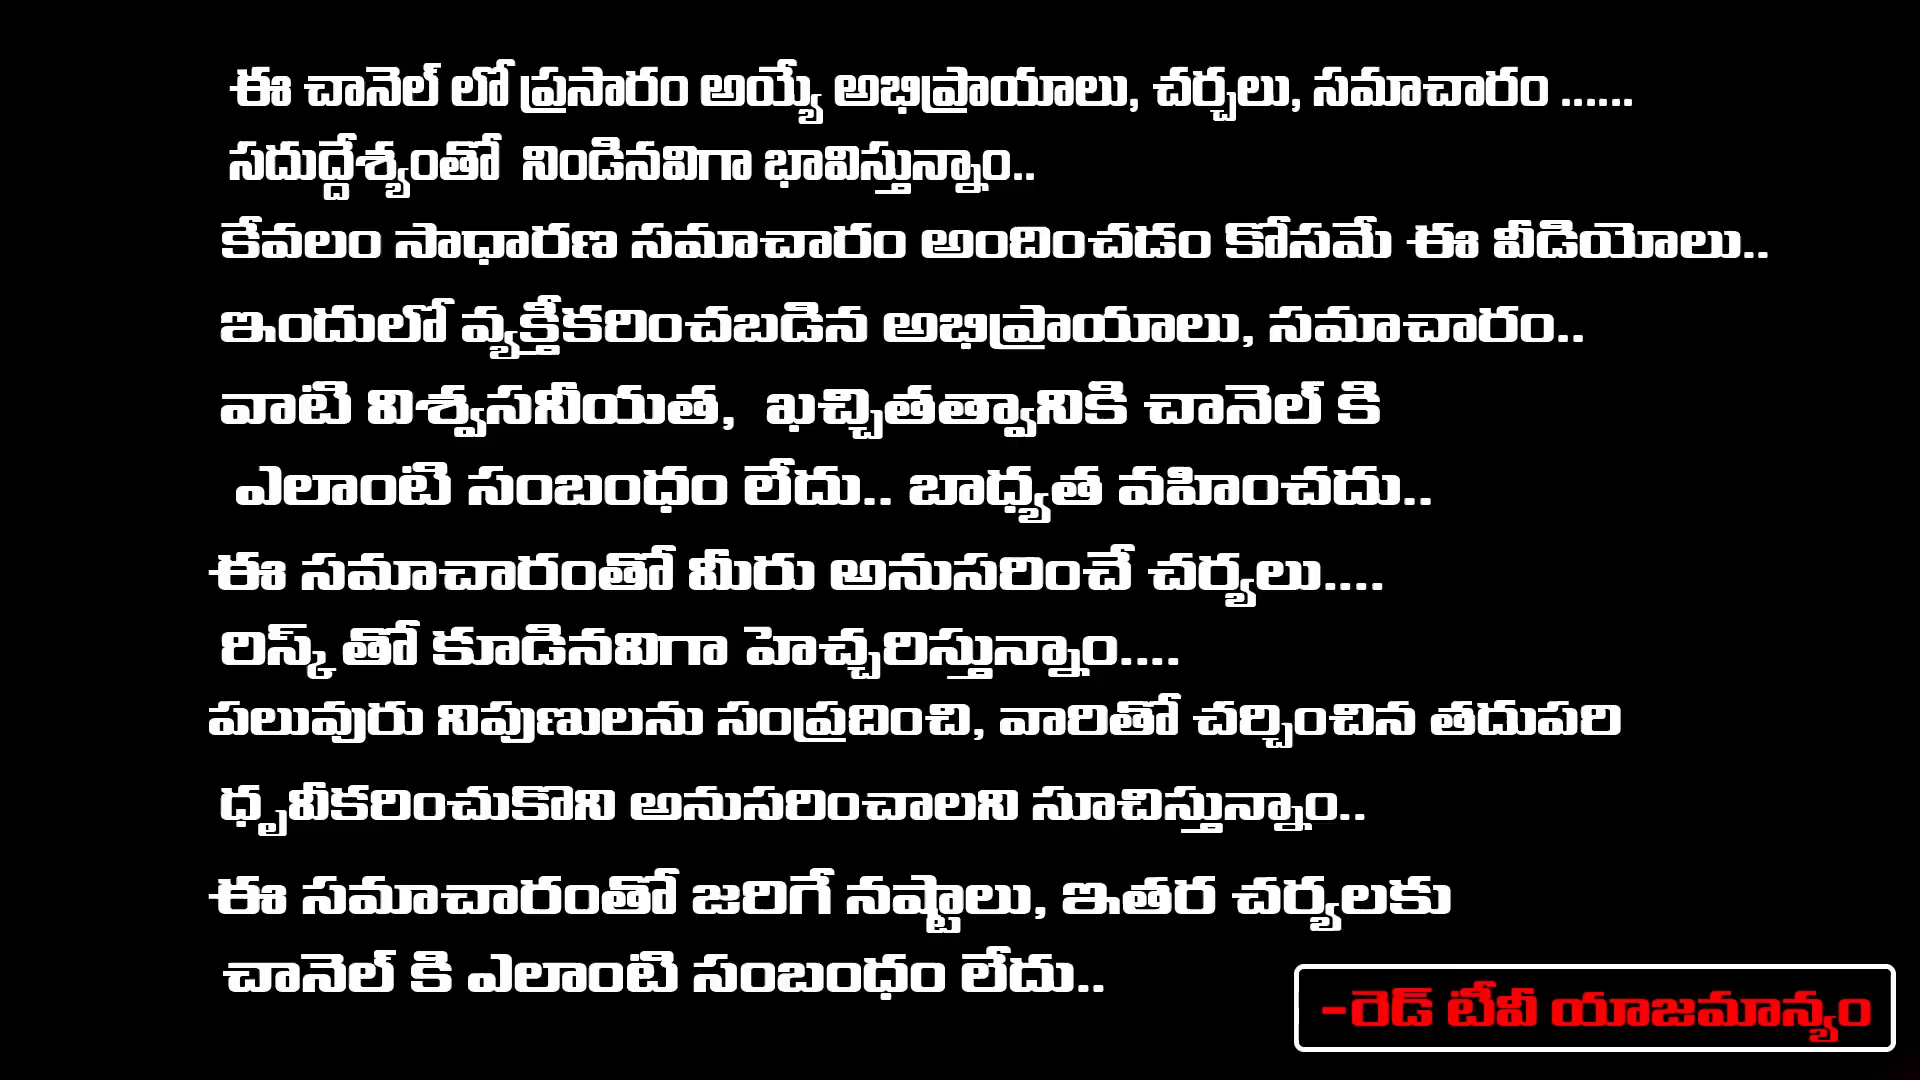 ఈ చానెల్ లో ప్రసారం అయ్యే అభిప్రాయాలు, చర్చలు, సమాచారం ......
సదుద్దేశ్యంతో నిండినవిగా భావిస్తున్నాం..
కేవలం సాధారణ సమాచారం అందించడం కోసమే ఈ వీడియోలు..
ఇందులో వ్యక్తీకరించబడిన అభిప్రాయాలు, సమాచారం..
వాటి విశ్వసనీయత, ఖచ్చితత్వానికి చానెల్ కి
ఎలాంటి సంబంధం లేదు.. బాధ్యత వహించదు..
ఈ సమాచారంతో మీరు అనుసరించే చర్యలు....
రిస్క్ తో కూడినవిగా హెచ్చరిస్తున్నాం....
పలువురు నిపుణులను సంప్రదించి, వారితో చర్చించిన తదుపరి
ధృవీకరించుకొని అనుసరించాలని సూచిస్తున్నాం..
ఈ సమాచారంతో జరిగే నష్టాలు, ఇతర చర్యలకు
చానెల్ కి ఎలాంటి సంబంధం లేదు..
-రెడ్ టీవీ యాజమాన్యం